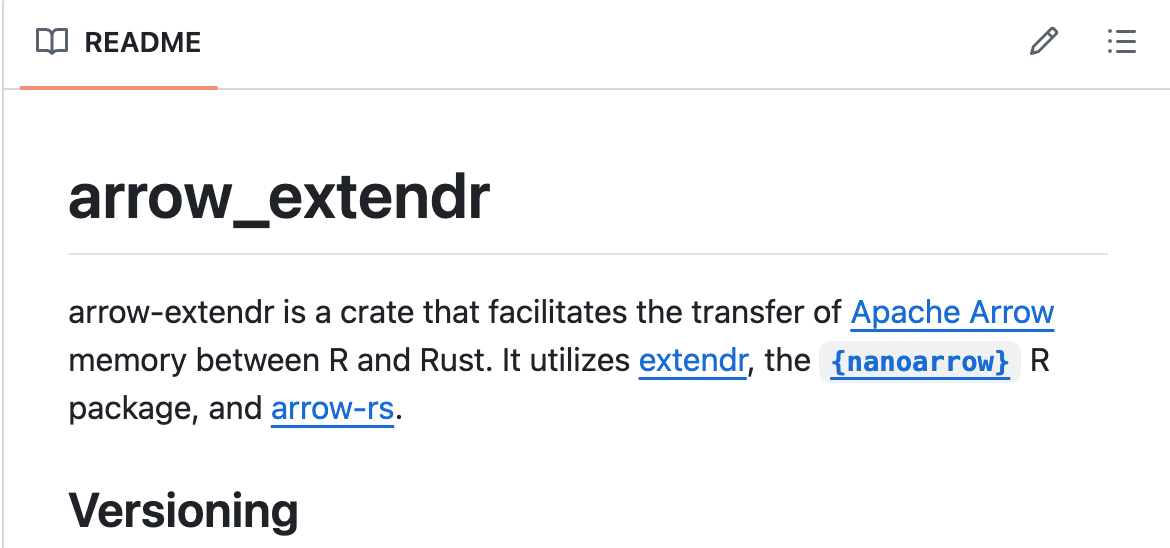 README
arrow_extendr
arrow-extendr is a crate that facilitates the transfer of Apache Arrow
memory between R and Rust. It utilizes extendr, the {nanoarrow} R
package, and arrow-rs.
Versioning